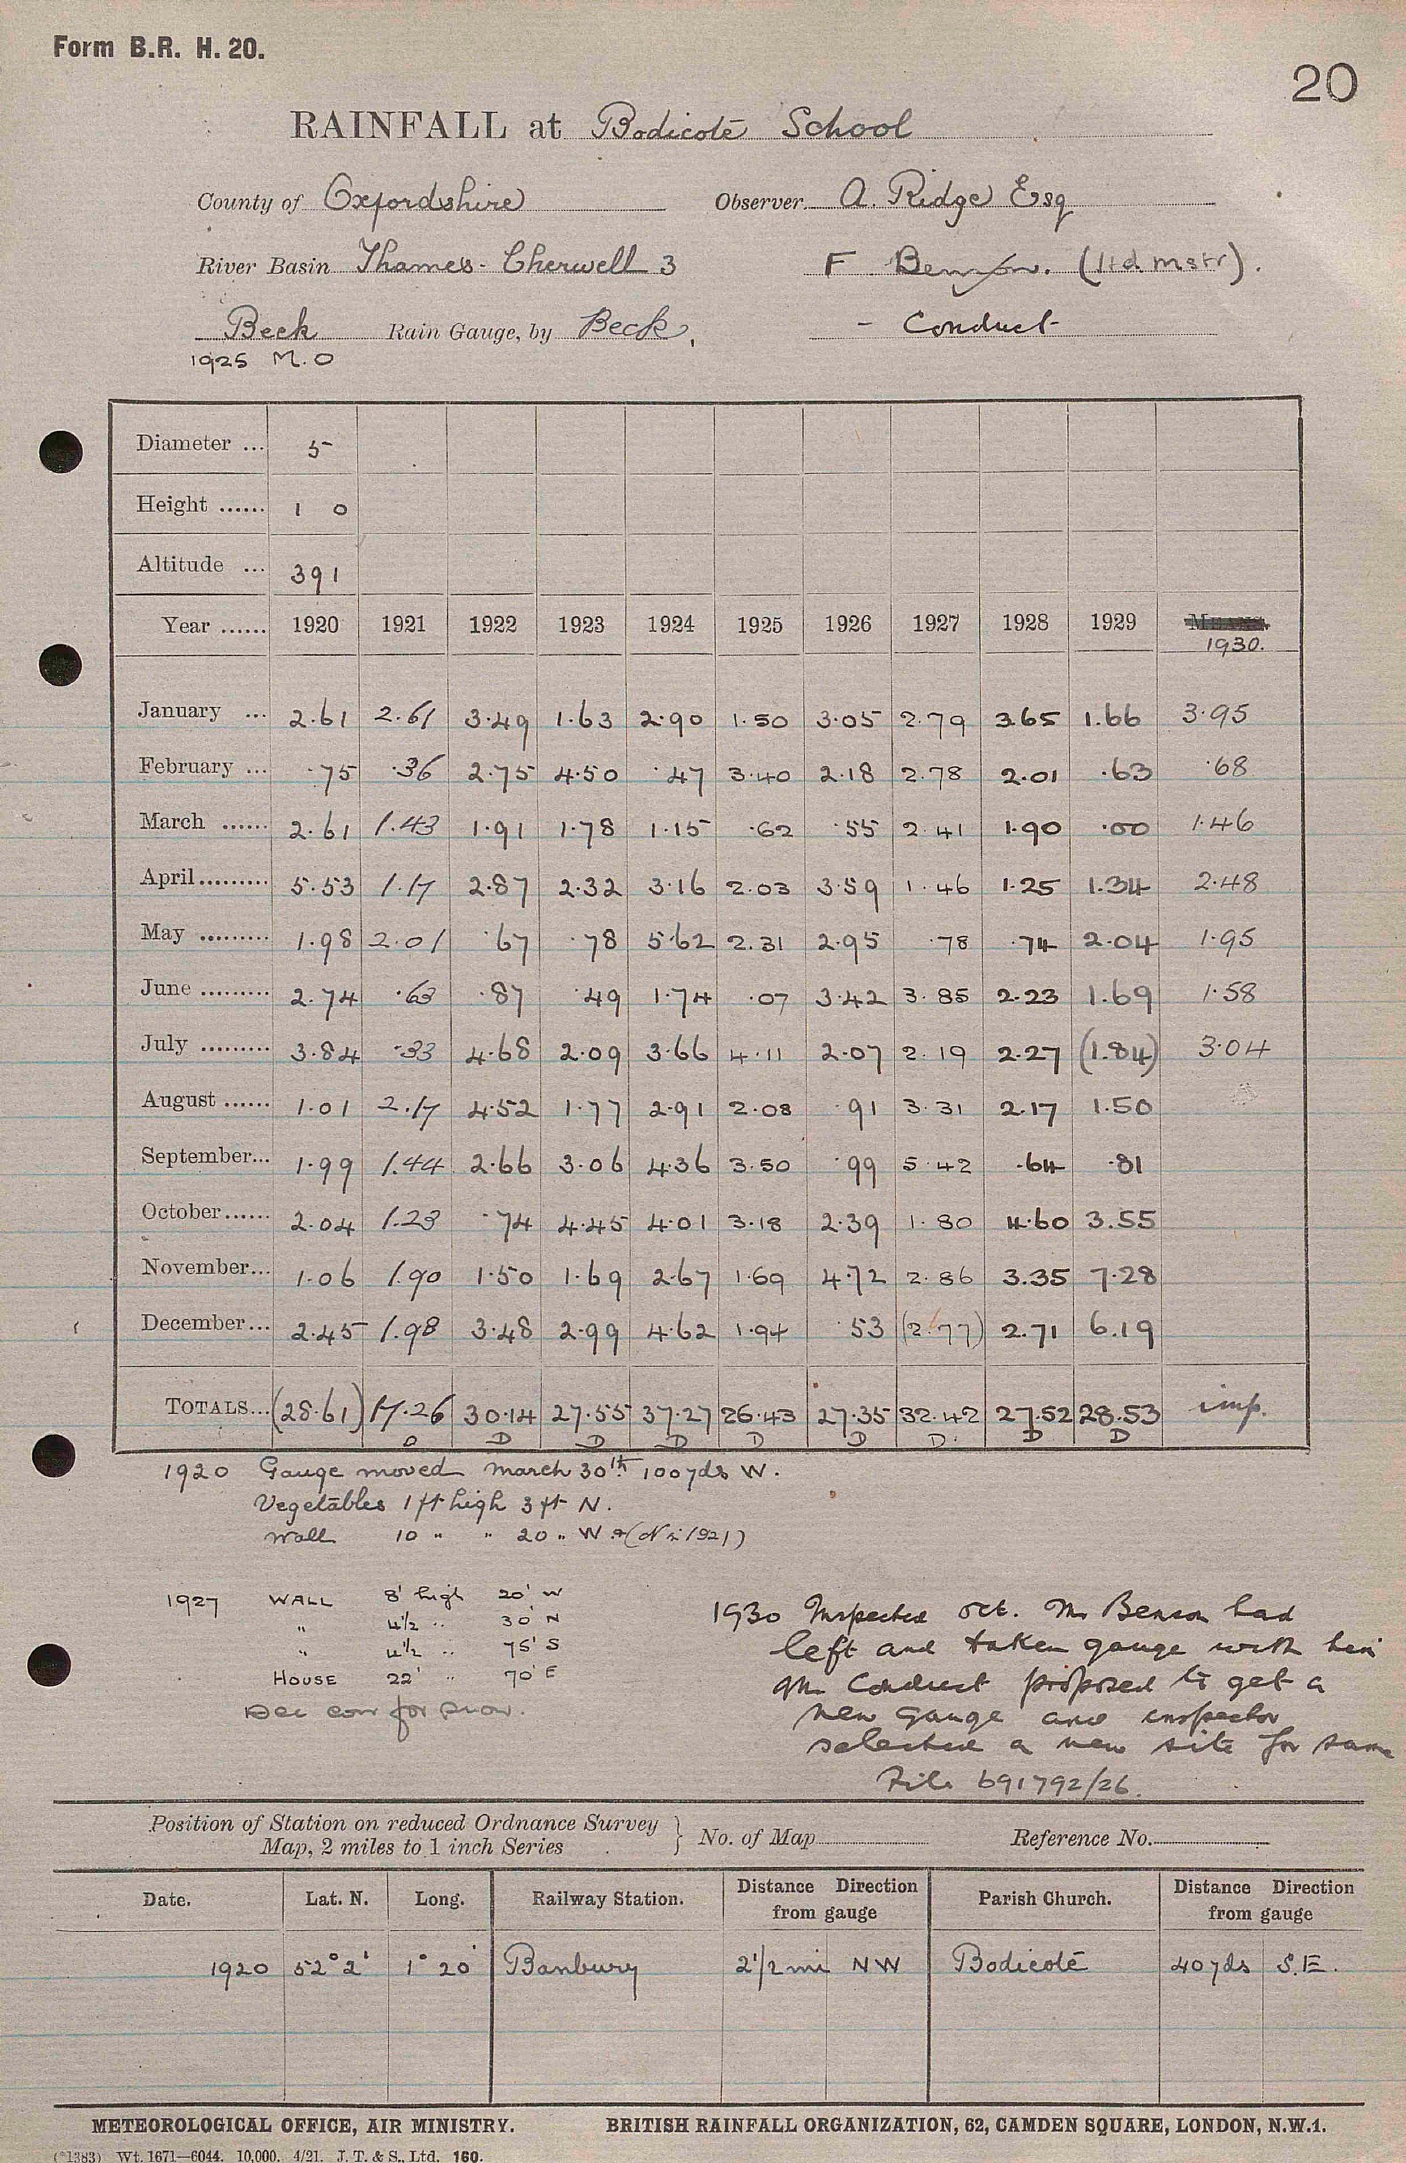 Form B.R. H. 20.
20
RAINFALL at Bodicote School
County of Oxfordshire Observer A. Ridge Esq
River Basin Thames-Cherwell 3 F Benson. (Hd mstr).
Beck Rain Gauge, by Beck. - Conduct
1925 M.O
Diameter ... 5
Height ...... 1 0
Altitude ... 391
Year ...... 1920 1921 1922 1923 1924 1925 1926 1927 1928 1929 Means. 1930.
January ... 2.61 2.61 3.49 1.63 2.90 1.50 3.05 2.79 3.65 1.66 3.95
February ... .75 .36 2.75 4.50 .47 3.40 2.18 2.78 2.01 .63 .68
March ...... 2.61 1.43 1.91 1.78 1.15 .62 .55 2.41 1.90 .00 1.46
April......... 5.53 1.17 2.87 2.32 3.16 2.03 3.59 1.46 1.25 1.34 2.48
May ......... 1.98 2.01 .67 .78 5.62 2.31 2.95 .78 .74 2.04 1.95
June ......... 2.74 .63 .87 .49 1.74 .07 3.42 3.85 2.23 1.69 1.58
July ......... 3.84 .33 4.68 2.09 3.66 4.11 2.07 2.19 2.27 (1.84) 3.04
August ...... 1.01 2.17 4.52 1.77 2.91 2.08 .91 3.31 2.17 1.50
September... 1.99 1.44 2.66 3.06 4.36 3.50 .99 5.42 .64 .81
October...... 2.04 1.23 .74 4.45 4.01 3.18 2.39 1.80 4.60 3.55
November... 1.06 1.90 1.50 1.69 2.67 1.69 4.72 2.86 3.35 7.28
December... 2.45 1.98 3.48 2.99 4.62 1.94 .53 (2.77) 2.71 6.19
Totals... (28.61) 17.26 30.14 27.55 37.27 26.43 27.35 32.42 27.52 28.53 imp.
D D D D D D D D D
1920 Gauge moved March 30th 100yds W.
Vegetables 1 ft high 3 ft N.
Wall 10 " " 20 " W & (N in 1921)
1927 WALL 8' high 20' W
" 4½ " 30' N
" 4½ " 75' S
HOUSE 22' " 70' E
Dec corr for snow.
1930 Inspected Oct. Mr Benson had
left and taken gauge with him
Mr Conduct proposed to get a
new gauge and inspector
selected a new site for same
File 691792/26.
Position of Station on reduced Ordnance Survey
Map, 2 miles to 1 inch Series } No. of Map Reference No.
Date. Lat. N. Long. Railway Station. Distance Direction from gauge Parish Church. Distance Direction from gauge
1920 52° 2' 1° 20' Banbury 2 1/2 mi NW Bodicote 40 yds S.E.
METEOROLOGICAL OFFICE, AIR MINISTRY. BRITISH RAINFALL ORGANIZATION, 62, CAMDEN SQUARE, LONDON, N.W.1.
(*1383) Wt. 1671—6044. 10,000. 4/21. J. T. & S., Ltd. 160.